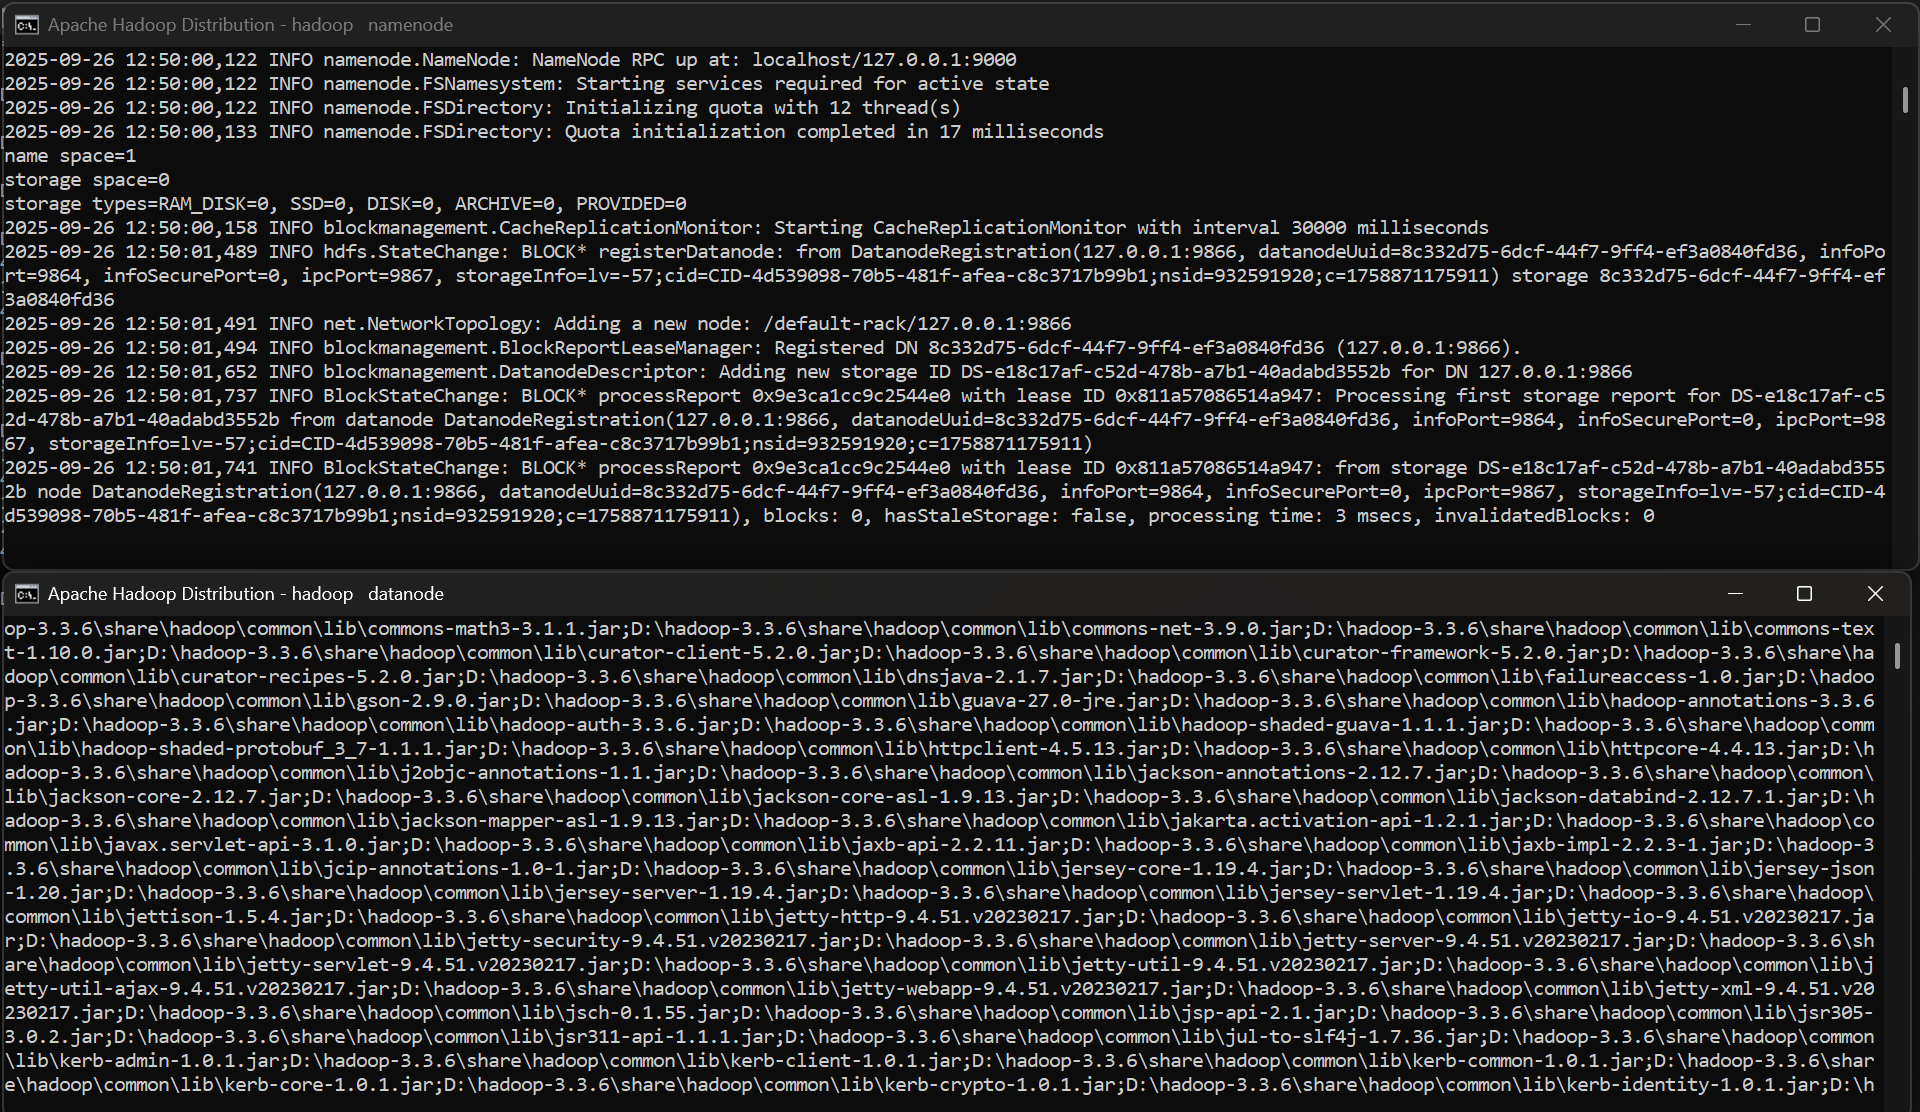 Apache Hadoop Distribution - hadoop   namenode
2025-09-26 12:50:00,122 INFO namenode.NameNode: NameNode RPC up at: localhost/127.0.0.1:9000
2025-09-26 12:50:00,122 INFO namenode.FSNamesystem: Starting services required for active state
2025-09-26 12:50:00,122 INFO namenode.FSDirectory: Initializing quota with 12 thread(s)
2025-09-26 12:50:00,133 INFO namenode.FSDirectory: Quota initialization completed in 17 milliseconds
name space=1
storage space=0
storage types=RAM_DISK=0, SSD=0, DISK=0, ARCHIVE=0, PROVIDED=0
2025-09-26 12:50:00,158 INFO blockmanagement.CacheReplicationMonitor: Starting CacheReplicationMonitor with interval 30000 milliseconds
2025-09-26 12:50:01,489 INFO hdfs.StateChange: BLOCK* registerDatanode: from DatanodeRegistration(127.0.0.1:9866, datanodeUuid=8c332d75-6dcf-44f7-9ff4-ef3a0840fd36, infoPo
rt=9864, infoSecurePort=0, ipcPort=9867, storageInfo=lv=-57;cid=CID-4d539098-70b5-481f-afea-c8c3717b99b1;nsid=932591920;c=1758871175911) storage 8c332d75-6dcf-44f7-9ff4-ef
3a0840fd36
2025-09-26 12:50:01,491 INFO net.NetworkTopology: Adding a new node: /default-rack/127.0.0.1:9866
2025-09-26 12:50:01,494 INFO blockmanagement.BlockReportLeaseManager: Registered DN 8c332d75-6dcf-44f7-9ff4-ef3a0840fd36 (127.0.0.1:9866).
2025-09-26 12:50:01,652 INFO blockmanagement.DatanodeDescriptor: Adding new storage ID DS-e18c17af-c52d-478b-a7b1-40adabd3552b for DN 127.0.0.1:9866
2025-09-26 12:50:01,737 INFO BlockStateChange: BLOCK* processReport 0x9e3ca1cc9c2544e0 with lease ID 0x811a57086514a947: Processing first storage report for DS-e18c17af-c5
2d-478b-a7b1-40adabd3552b from datanode DatanodeRegistration(127.0.0.1:9866, datanodeUuid=8c332d75-6dcf-44f7-9ff4-ef3a0840fd36, infoPort=9864, infoSecurePort=0, ipcPort=98
67, storageInfo=lv=-57;cid=CID-4d539098-70b5-481f-afea-c8c3717b99b1;nsid=932591920;c=1758871175911)
2025-09-26 12:50:01,741 INFO BlockStateChange: BLOCK* processReport 0x9e3ca1cc9c2544e0 with lease ID 0x811a57086514a947: from storage DS-e18c17af-c52d-478b-a7b1-40adabd355
2b node DatanodeRegistration(127.0.0.1:9866, datanodeUuid=8c332d75-6dcf-44f7-9ff4-ef3a0840fd36, infoPort=9864, infoSecurePort=0, ipcPort=9867, storageInfo=lv=-57;cid=CID-4
d539098-70b5-481f-afea-c8c3717b99b1;nsid=932591920;c=1758871175911), blocks: 0, hasStaleStorage: false, processing time: 3 msecs, invalidatedBlocks: 0
Apache Hadoop Distribution - hadoop   datanode
op-3.3.6\share\hadoop\common\lib\commons-math3-3.1.1.jar;D:\hadoop-3.3.6\share\hadoop\common\lib\commons-net-3.9.0.jar;D:\hadoop-3.3.6\share\hadoop\common\lib\commons-tex
t-1.10.0.jar;D:\hadoop-3.3.6\share\hadoop\common\lib\curator-client-5.2.0.jar;D:\hadoop-3.3.6\share\hadoop\common\lib\curator-framework-5.2.0.jar;D:\hadoop-3.3.6\share\ha
doop\common\lib\curator-recipes-5.2.0.jar;D:\hadoop-3.3.6\share\hadoop\common\lib\dnsjava-2.1.7.jar;D:\hadoop-3.3.6\share\hadoop\common\lib\failureaccess-1.0.jar;D:\hadoo
p-3.3.6\share\hadoop\common\lib\gson-2.9.0.jar;D:\hadoop-3.3.6\share\hadoop\common\lib\guava-27.0-jre.jar;D:\hadoop-3.3.6\share\hadoop\common\lib\hadoop-annotations-3.3.6
.jar;D:\hadoop-3.3.6\share\hadoop\common\lib\hadoop-auth-3.3.6.jar;D:\hadoop-3.3.6\share\hadoop\common\lib\hadoop-shaded-guava-1.1.1.jar;D:\hadoop-3.3.6\share\hadoop\comm
on\lib\hadoop-shaded-protobuf_3_7-1.1.1.jar;D:\hadoop-3.3.6\share\hadoop\common\lib\httpclient-4.5.13.jar;D:\hadoop-3.3.6\share\hadoop\common\lib\httpcore-4.4.13.jar;D:\h
adoop-3.3.6\share\hadoop\common\lib\j2objc-annotations-1.1.jar;D:\hadoop-3.3.6\share\hadoop\common\lib\jackson-annotations-2.12.7.jar;D:\hadoop-3.3.6\share\hadoop\common\
lib\jackson-core-2.12.7.jar;D:\hadoop-3.3.6\share\hadoop\common\lib\jackson-core-asl-1.9.13.jar;D:\hadoop-3.3.6\share\hadoop\common\lib\jackson-databind-2.12.7.1.jar;D:\h
adoop-3.3.6\share\hadoop\common\lib\jackson-mapper-asl-1.9.13.jar;D:\hadoop-3.3.6\share\hadoop\common\lib\jakarta.activation-api-1.2.1.jar;D:\hadoop-3.3.6\share\hadoop\co
mmon\lib\javax.servlet-api-3.1.0.jar;D:\hadoop-3.3.6\share\hadoop\common\lib\jaxb-api-2.2.11.jar;D:\hadoop-3.3.6\share\hadoop\common\lib\jaxb-impl-2.2.3-1.jar;D:\hadoop-3
.3.6\share\hadoop\common\lib\jcip-annotations-1.0-1.jar;D:\hadoop-3.3.6\share\hadoop\common\lib\jersey-core-1.19.4.jar;D:\hadoop-3.3.6\share\hadoop\common\lib\jersey-json
-1.20.jar;D:\hadoop-3.3.6\share\hadoop\common\lib\jersey-server-1.19.4.jar;D:\hadoop-3.3.6\share\hadoop\common\lib\jersey-servlet-1.19.4.jar;D:\hadoop-3.3.6\share\hadoop\
common\lib\jettison-1.5.4.jar;D:\hadoop-3.3.6\share\hadoop\common\lib\jetty-http-9.4.51.v20230217.jar;D:\hadoop-3.3.6\share\hadoop\common\lib\jetty-io-9.4.51.v20230217.ja
r;D:\hadoop-3.3.6\share\hadoop\common\lib\jetty-security-9.4.51.v20230217.jar;D:\hadoop-3.3.6\share\hadoop\common\lib\jetty-server-9.4.51.v20230217.jar;D:\hadoop-3.3.6\sh
are\hadoop\common\lib\jetty-servlet-9.4.51.v20230217.jar;D:\hadoop-3.3.6\share\hadoop\common\lib\jetty-util-9.4.51.v20230217.jar;D:\hadoop-3.3.6\share\hadoop\common\lib\j
etty-util-ajax-9.4.51.v20230217.jar;D:\hadoop-3.3.6\share\hadoop\common\lib\jetty-webapp-9.4.51.v20230217.jar;D:\hadoop-3.3.6\share\hadoop\common\lib\jetty-xml-9.4.51.v20
230217.jar;D:\hadoop-3.3.6\share\hadoop\common\lib\jsch-0.1.55.jar;D:\hadoop-3.3.6\share\hadoop\common\lib\jsp-api-2.1.jar;D:\hadoop-3.3.6\share\hadoop\common\lib\jsr305-
3.0.2.jar;D:\hadoop-3.3.6\share\hadoop\common\lib\jsr311-api-1.1.1.jar;D:\hadoop-3.3.6\share\hadoop\common\lib\jul-to-slf4j-1.7.36.jar;D:\hadoop-3.3.6\share\hadoop\common
\lib\kerb-admin-1.0.1.jar;D:\hadoop-3.3.6\share\hadoop\common\lib\kerb-client-1.0.1.jar;D:\hadoop-3.3.6\share\hadoop\common\lib\kerb-common-1.0.1.jar;D:\hadoop-3.3.6\shar
e\hadoop\common\lib\kerb-core-1.0.1.jar;D:\hadoop-3.3.6\share\hadoop\common\lib\kerb-crypto-1.0.1.jar;D:\hadoop-3.3.6\share\hadoop\common\lib\kerb-identity-1.0.1.jar;D:\h